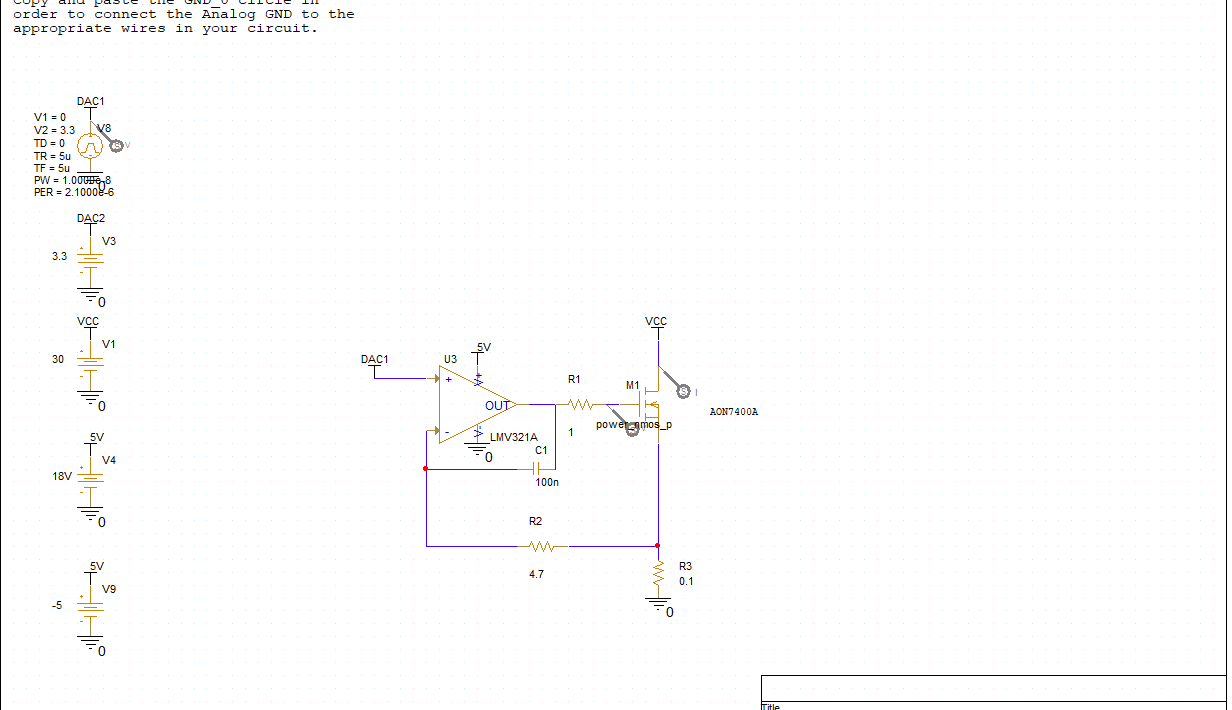 copy and paste the GND_0 circle in
order to connect the Analog GND to the
appropriate wires in your circuit.
DAC1
V1 = 0
V2 = 3.3
TD = 0
TR = 5u
TF = 5u
PW = 1.0000e-8
PER = 2.1000e-6
V8
V
0
DAC2
V3
3.3
0
VCC
V1
30
0
5V
V4
18V
0
5V
V9
-5
0
DAC1
U3
5V
+
+
V
-
V
-
OUT
LMV321A
0
C1
100n
R1
1
R2
4.7
VCC
M1
I
AON7400A
R3
0.1
0
Title